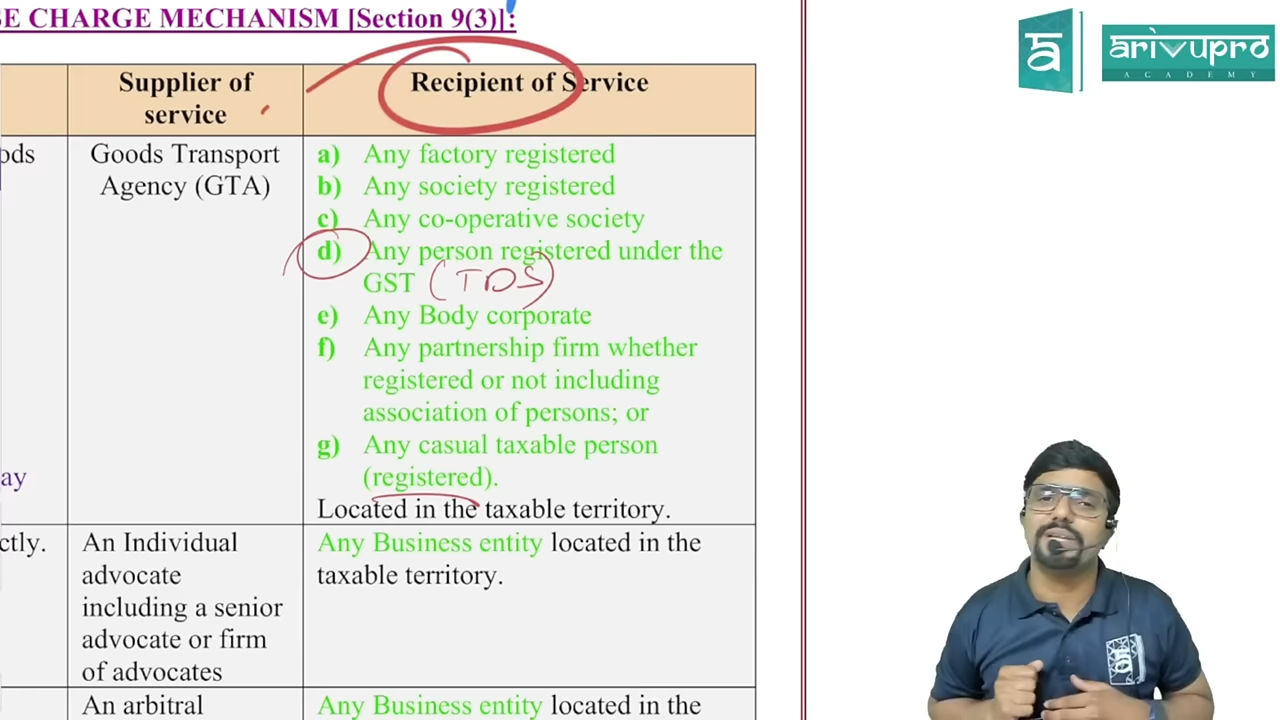 SE CHARGE MECHANISM [Section 9(3)]:
Supplier of
service
Recipient of Service
ods
Goods Transport
Agency (GTA)
ay
a) Any factory registered
b) Any society registered
c) Any co-operative society
d) Any person registered under the
GST (TDS)
e) Any Body corporate
f) Any partnership firm whether
registered or not including
association of persons; or
g) Any casual taxable person
(registered).
Located in the taxable territory.
ctly.
An Individual
advocate
including a senior
advocate or firm
of advocates
Any Business entity located in the
taxable territory.
An arbitral
Any Business entity located in the
arivupro
ACADEMY